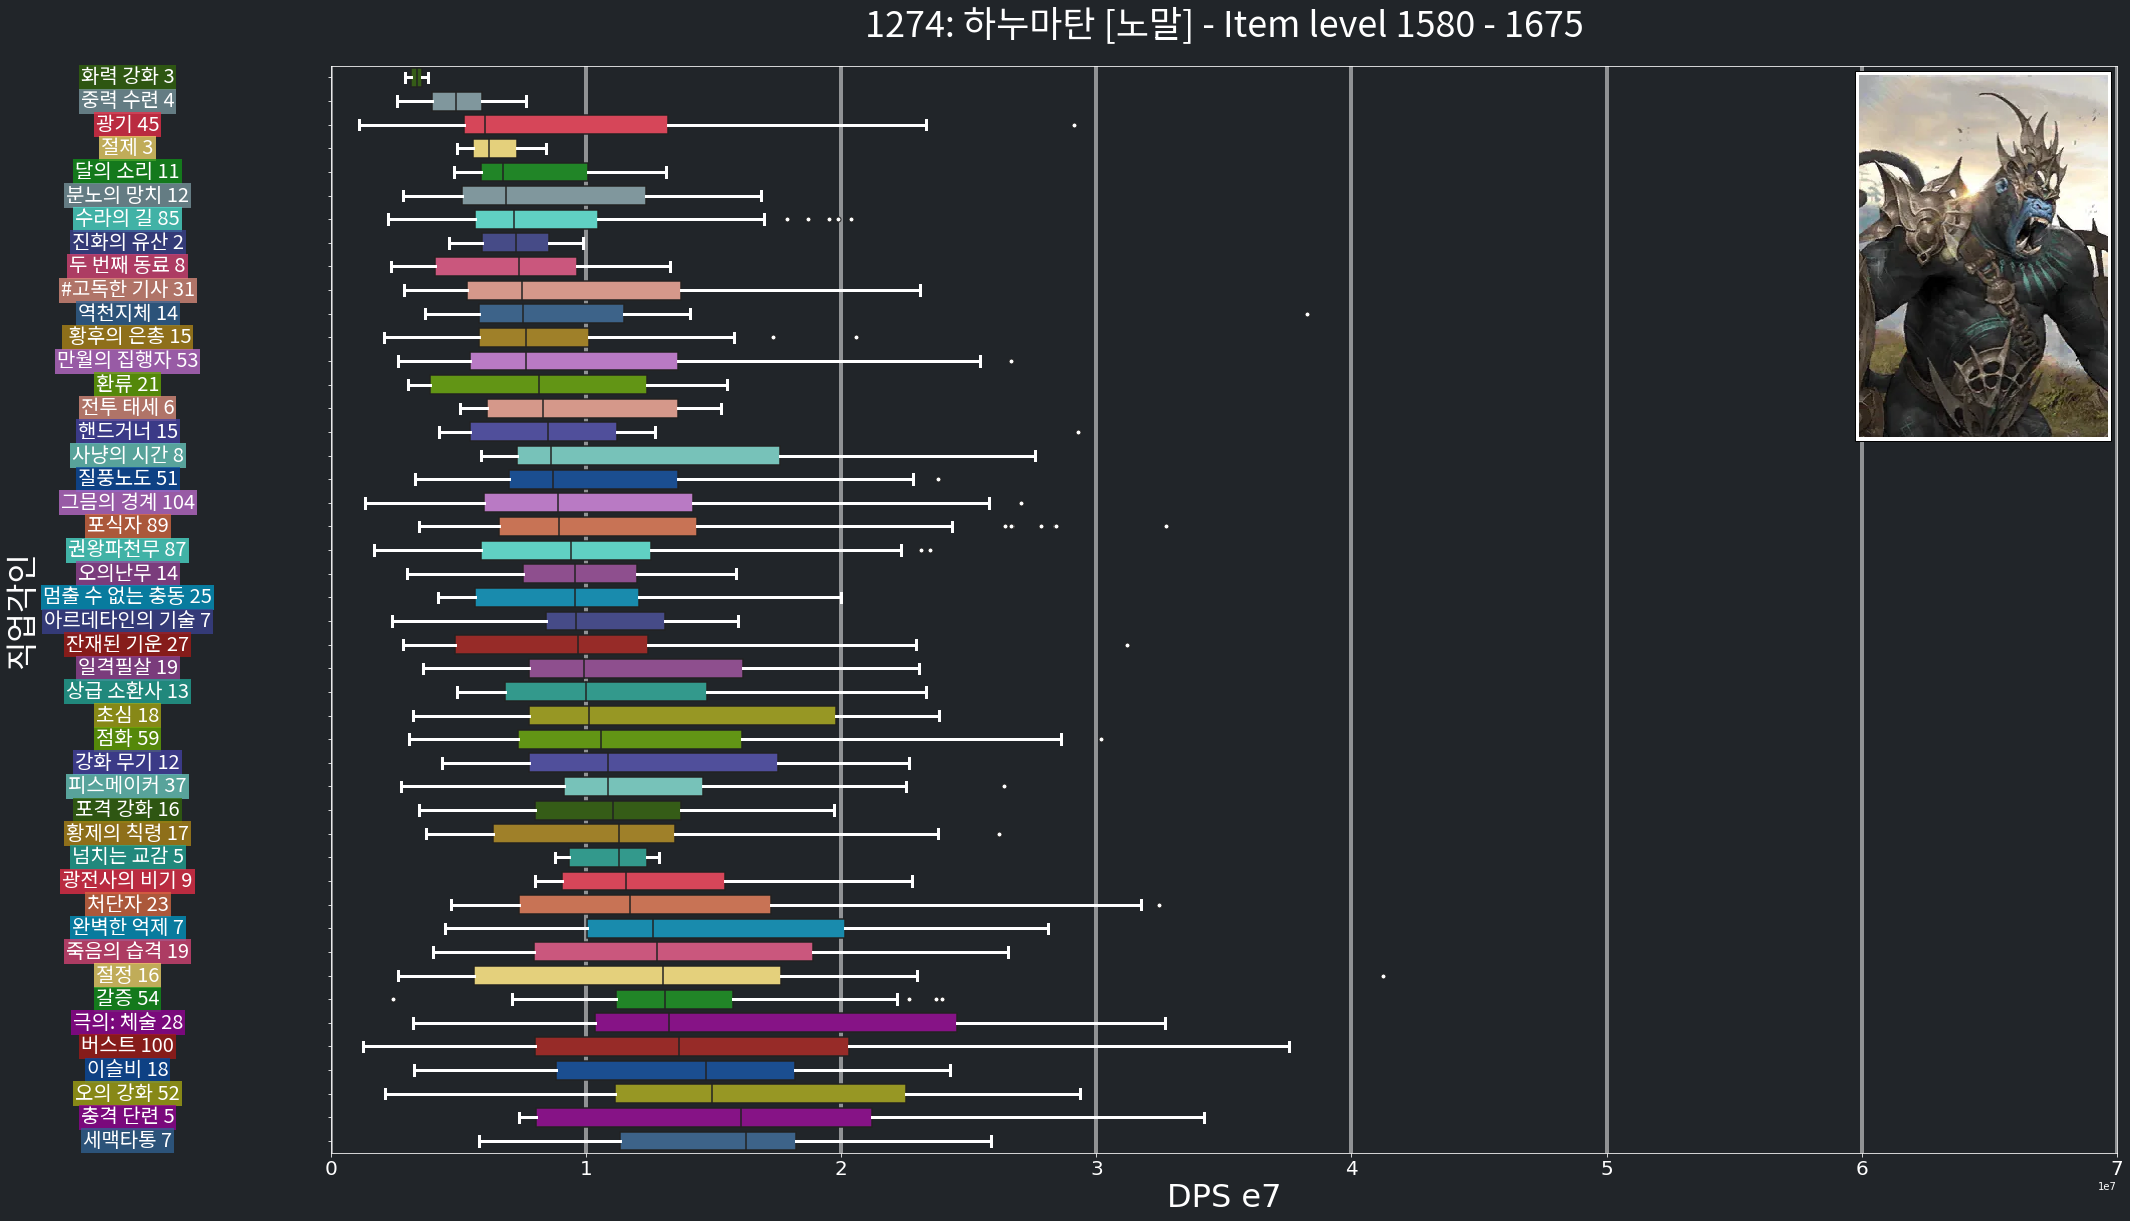 1274: 하누마탄 [노말] - Item level 1580 - 1675
직업각인
화력 강화 3
중력 수련 4
광기 45
절제 3
달의 소리 11
분노의 망치 12
수라의 길 85
진화의 유산 2
두 번째 동료 8
#고독한 기사 31
역천지체 14
황후의 은총 15
만월의 집행자 53
환류 21
전투 태세 6
핸드거너 15
사냥의 시간 8
질풍노도 51
그믐의 경계 104
포식자 89
권왕파천무 87
오의난무 14
멈출 수 없는 충동 25
아르데타인의 기술 7
잔재된 기운 27
일격필살 19
상급 소환사 13
초심 18
점화 59
강화 무기 12
피스메이커 37
포격 강화 16
황제의 칙령 17
넘치는 교감 5
광전사의 비기 9
처단자 23
완벽한 억제 7
죽음의 습격 19
절정 16
갈증 54
극의: 체술 28
버스트 100
이슬비 18
오의 강화 52
충격 단련 5
세맥타통 7
0 1 2 3 4 5 6 7
1e7
DPS e7